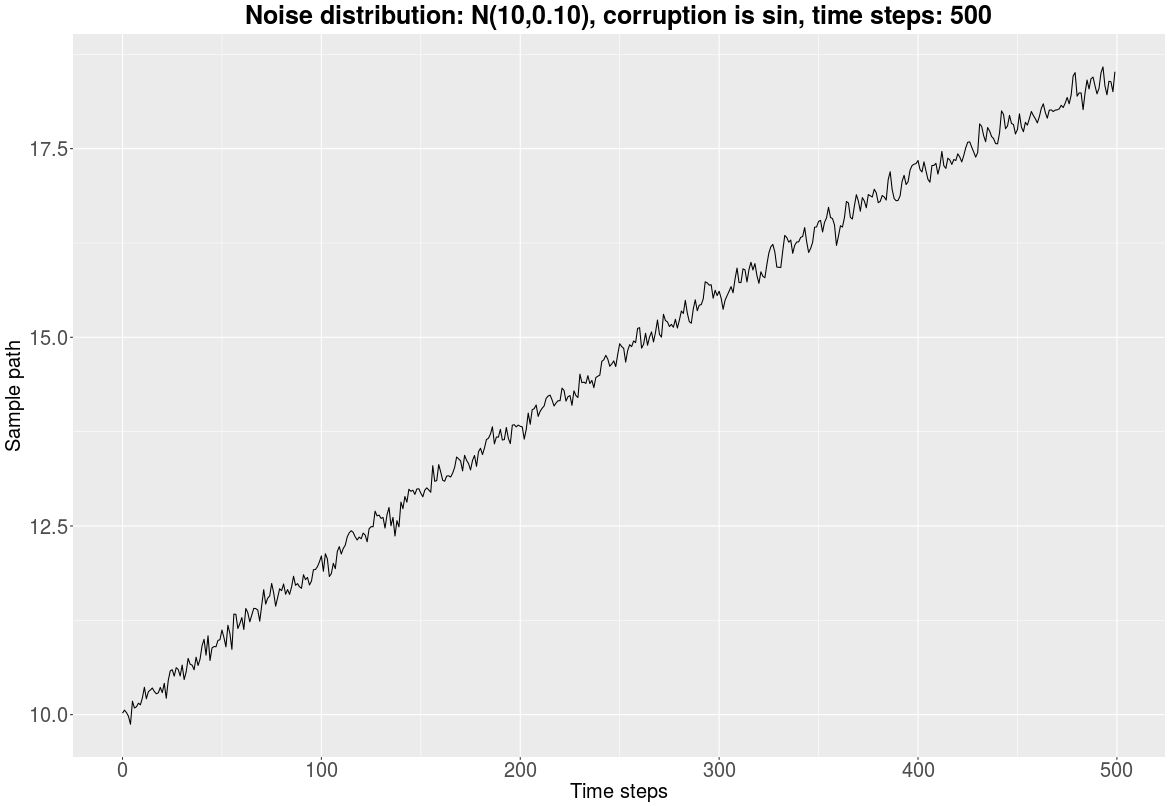 Noise distribution: N(10,0.10), corruption is sin, time steps: 500
Sample path
17.5
15.0
12.5
10.0
0 100 200 300 400 500
Time steps